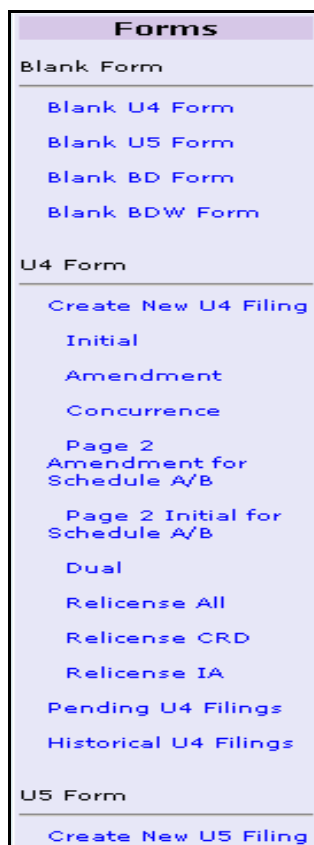 Forms
Blank Form
Blank U4 Form
Blank U5 Form
Blank BD Form
Blank BDW Form
U4 Form
Create New U4 Filing
Initial
Amendment
Concurrence
Page 2
Amendment for
Schedule A/B
Page 2 Initial for
Schedule A/B
Dual
Relicense All
Relicense CRD
Relicense IA
Pending U4 Filings
Historical U4 Filings
U5 Form
Create New U5 Filing